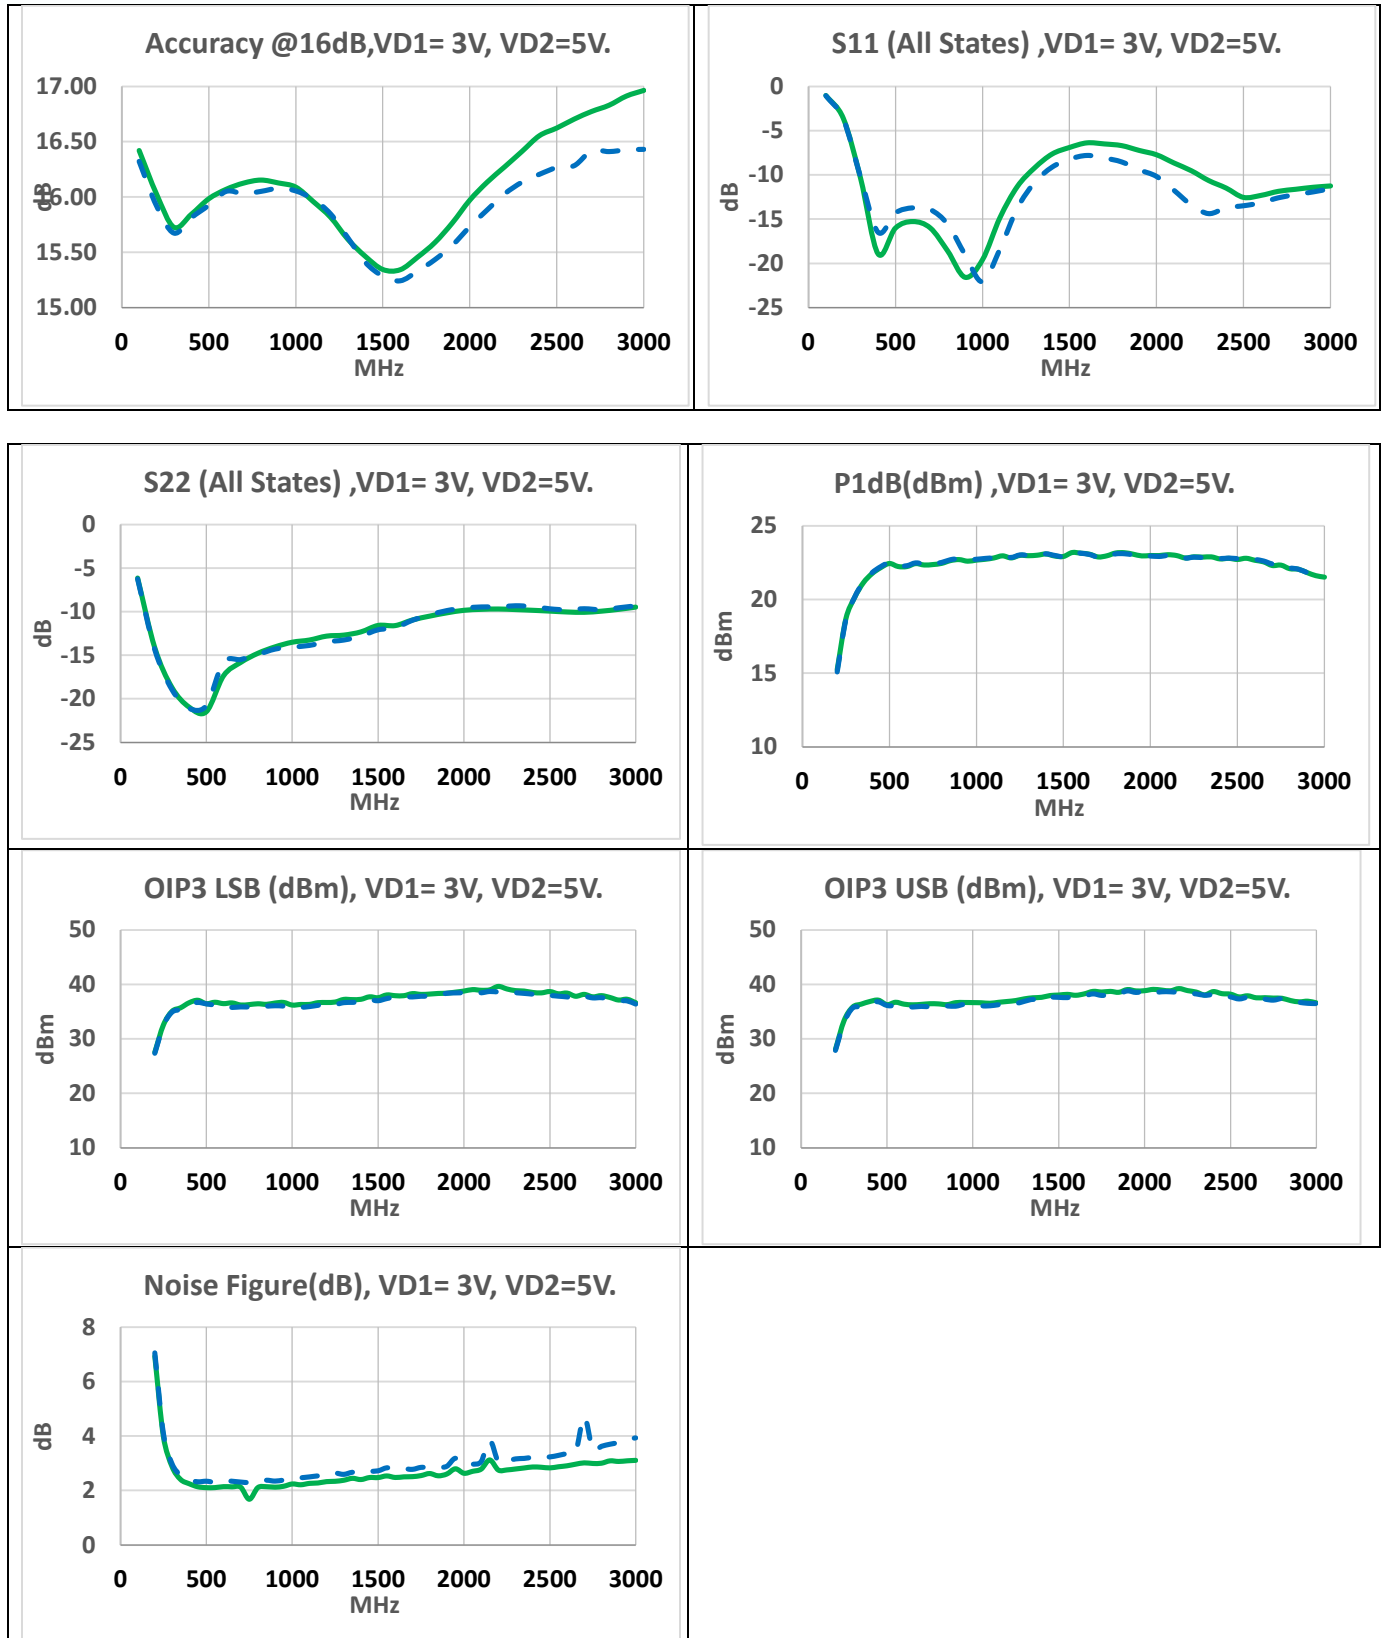 Accuracy @16dB,VD1= 3V, VD2=5V.
17.00
16.50
16.00
15.50
15.00
dB
0 500 1000 1500 2000 2500 3000
MHz
S11 (All States) ,VD1= 3V, VD2=5V.
0
-5
-10
-15
-20
-25
dB
0 500 1000 1500 2000 2500 3000
MHz
S22 (All States) ,VD1= 3V, VD2=5V.
0
-5
-10
-15
-20
-25
dB
0 500 1000 1500 2000 2500 3000
MHz
P1dB(dBm) ,VD1= 3V, VD2=5V.
25
20
15
10
dBm
0 500 1000 1500 2000 2500 3000
MHz
OIP3 LSB (dBm), VD1= 3V, VD2=5V.
50
40
30
20
10
dBm
0 500 1000 1500 2000 2500 3000
MHz
OIP3 USB (dBm), VD1= 3V, VD2=5V.
50
40
30
20
10
dBm
0 500 1000 1500 2000 2500 3000
MHz
Noise Figure(dB), VD1= 3V, VD2=5V.
8
6
4
2
0
dB
0 500 1000 1500 2000 2500 3000
MHz